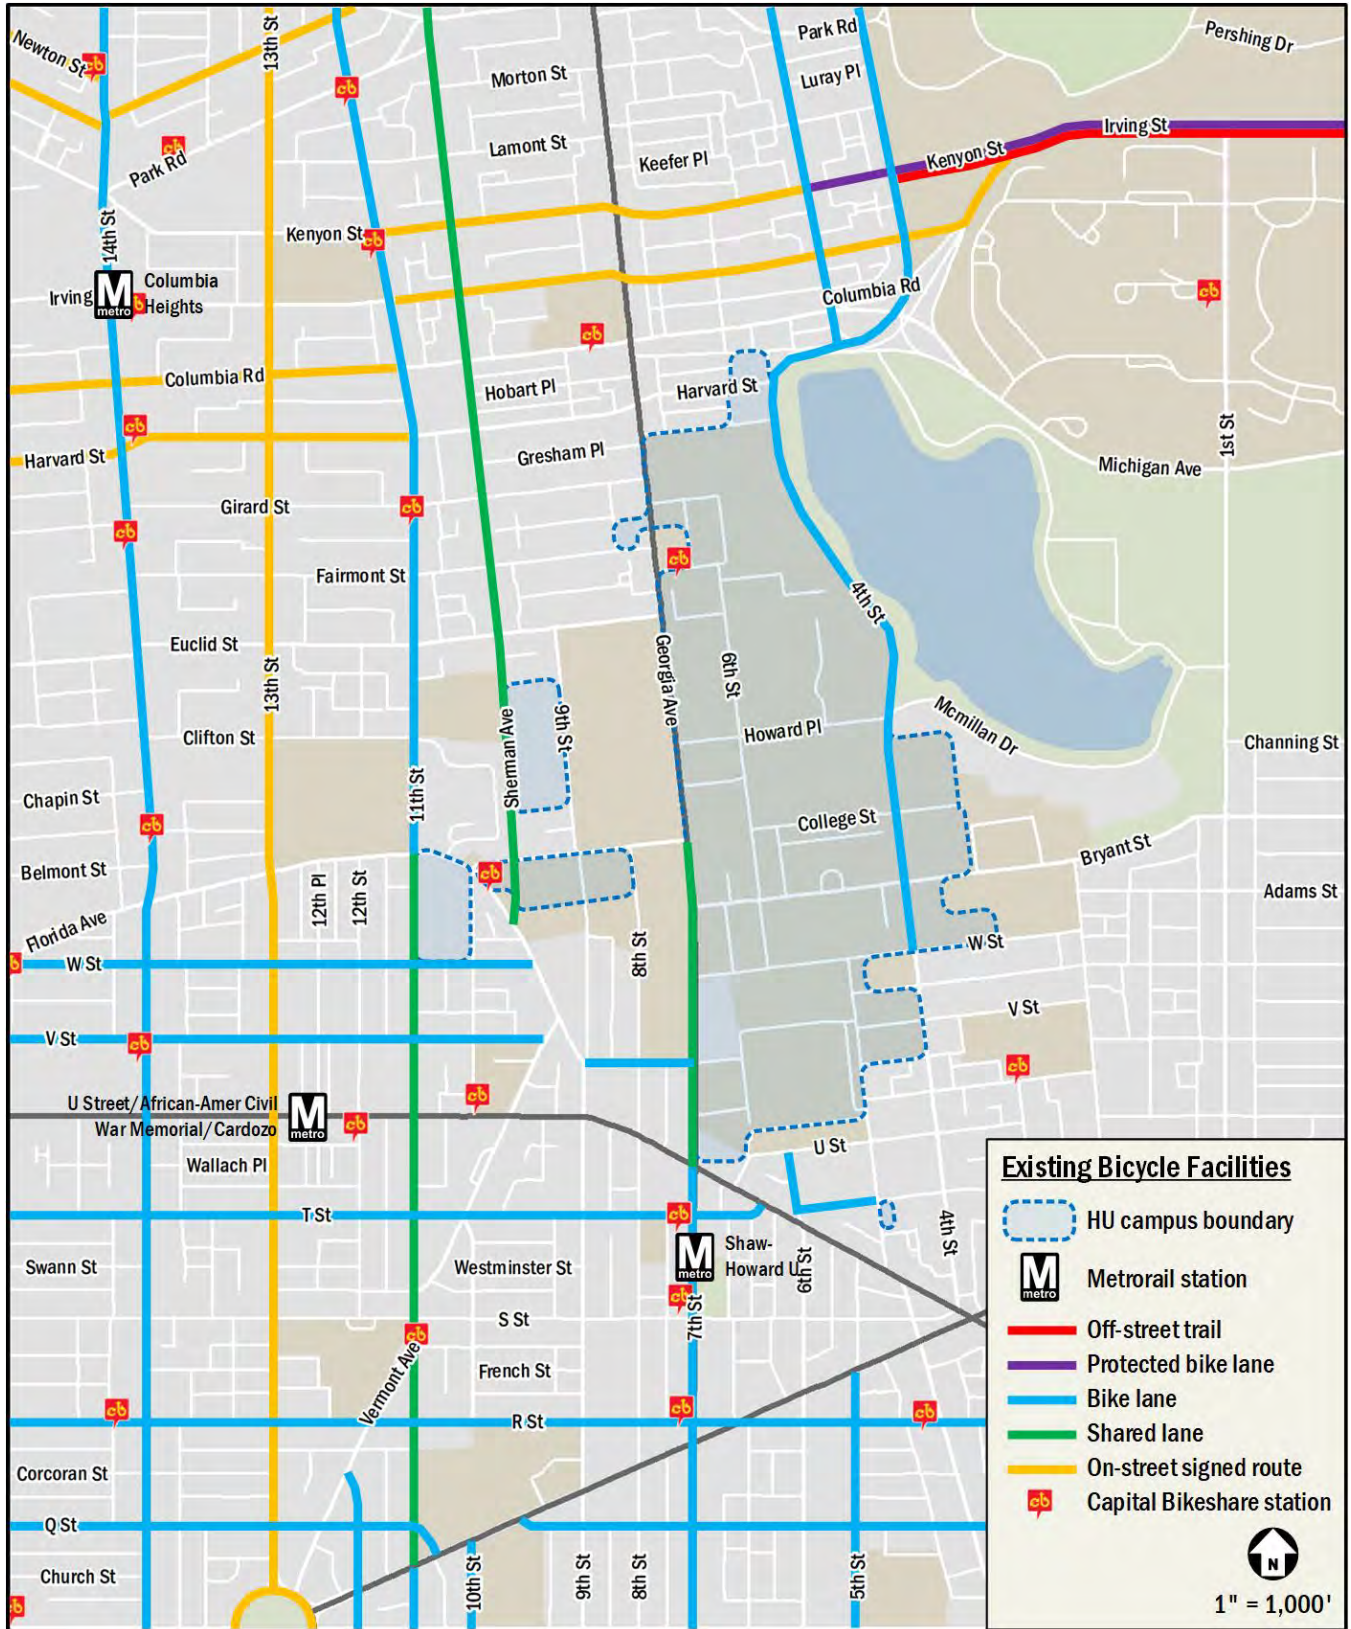 Newton St
13th St
Morton St
Park Rd
Luray Pl
Pershing Dr
Irving St
Lamont St
Keefer Pl
Kenyon St
Park Rd
14th St
Kenyon St
Irving
M
metro
Columbia
Heights
Columbia Rd
Columbia Rd
Hobart Pl
Harvard St
Harvard St
Gresham Pl
1st St
Michigan Ave
Girard St
Fairmont St
4th St
Euclid St
13th St
Georgia Ave
6th St
Sherman Ave
9th St
Howard Pl
Mcmillan Dr
Clifton St
Channing St
Chapin St
11th St
College St
Bryant St
Belmont St
12th Pl
12th St
Adams St
Florida Ave
8th St
W St
W St
V St
V St
U Street/African-Amer Civil
War Memorial/Cardozo
M
metro
Wallach Pl
U St
T St
4th St
Swann St
Westminster St
M
metro
Shaw-
Howard U
6th St
7th St
S St
French St
Vermont Ave
R St
Corcoran St
Q St
Church St
10th St
9th St
8th St
5th St
Existing Bicycle Facilities
HU campus boundary
M
metro
Metrorail station
Off-street trail
Protected bike lane
Bike lane
Shared lane
On-street signed route
cb
Capital Bikeshare station
N
1" = 1,000'